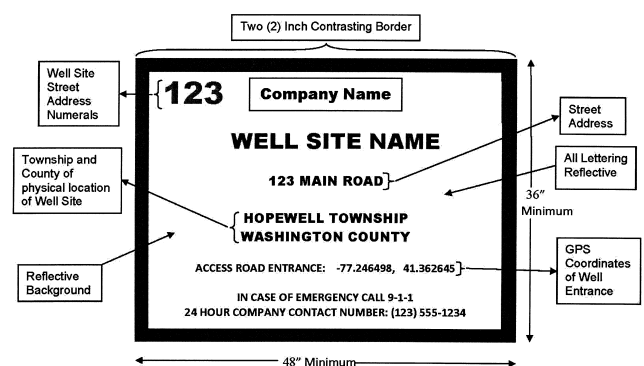 Two (2) Inch Contrasting Border
Well Site
Street
Address
Numerals
123
Company Name
WELL SITE NAME
Street
Address
123 MAIN ROAD
Township and
County of
physical location
of Well Site
All Lettering
Reflective
36"
Minimum
HOPEWELL TOWNSHIP
WASHINGTON COUNTY
Reflective
Background
ACCESS ROAD ENTRANCE: -77.246498, 41.362645
GPS
Coordinates
of Well
Entrance
IN CASE OF EMERGENCY CALL 9-1-1
24 HOUR COMPANY CONTACT NUMBER: (123) 555-1234
48" Minimum